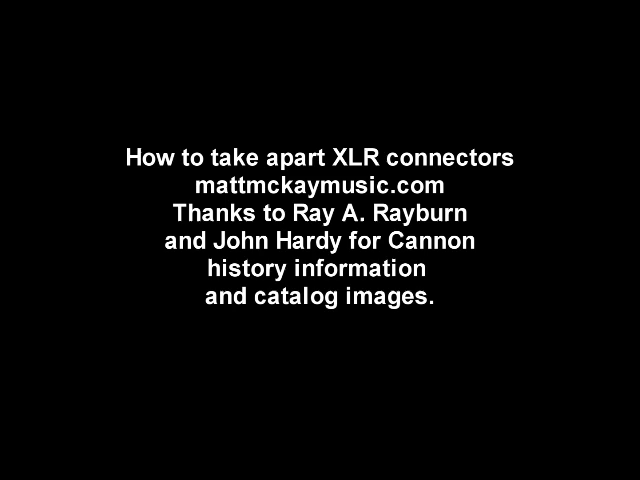 How to take apart XLR connectors
mattmckaymusic.com
Thanks to Ray A. Rayburn
and John Hardy for Cannon
history information
and catalog images.